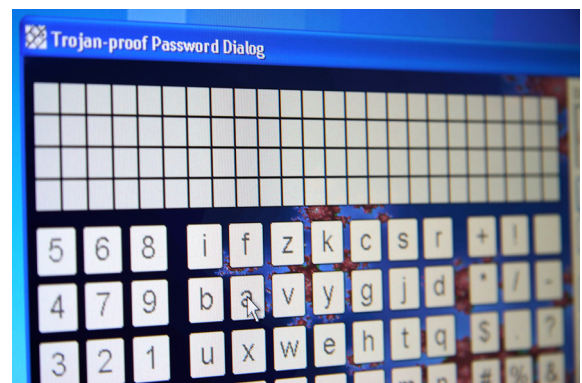 Trojan-proof Password Dialog
5 6 8 i f z k c s r + !
4 7 9 b a v y g j d * / -
3 2 1 u x w e h t q $ . ?
m n # % &